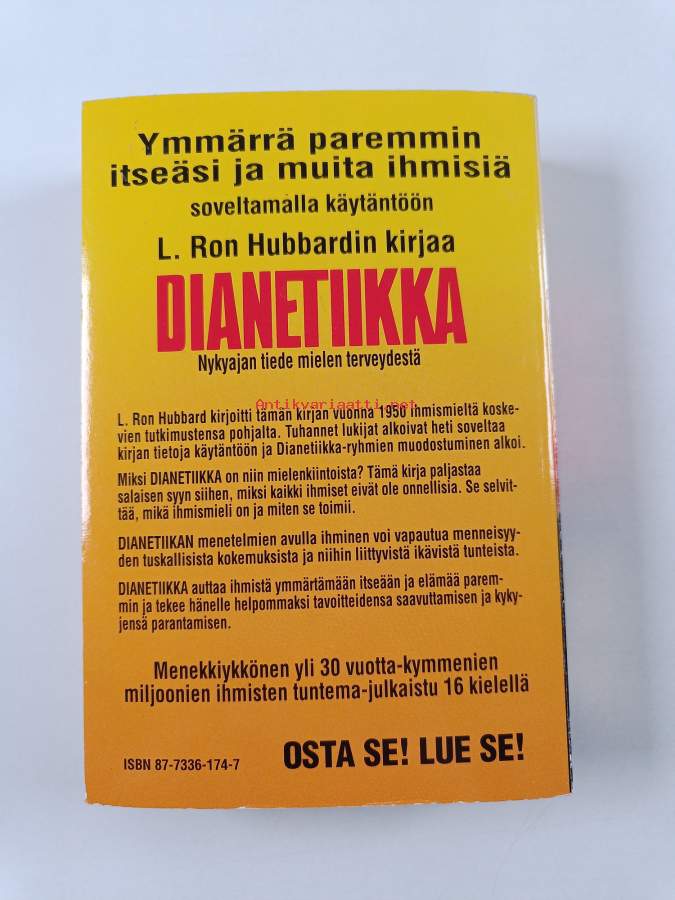 Ymmärrä paremmin
itseäsi ja muita ihmisiä
soveltamalla käytäntöön
L. Ron Hubbardin kirjaa
DIANETIIKKA
Nykyajan tiede mielen terveydestä
Antikvariaatti.net
L. Ron Hubbard kirjoitti tämän kirjan vuonna 1950 ihmismieltä koske-
vien tutkimustensa pohjalta. Tuhannet lukijat alkoivat heti soveltaa
kirjan tietoja käytäntöön ja Dianetiikka-ryhmien muodostuminen alkoi.
Miksi DIANETIIKKA on niin mielenkiintoista? Tämä kirja paljastaa
salaisen syyn siihen, miksi kaikki ihmiset eivät ole onnellisia. Se selvit-
tää, mikä ihmismieli on ja miten se toimii.
DIANETIIKAN menetelmien avulla ihminen voi vapautua menneisyy-
den tuskallisista kokemuksista ja niihin liittyvistä ikävistä tunteista.
DIANETIIKKA auttaa ihmistä ymmärtämään itseään ja elämää parem-
min ja tekee hänelle helpommaksi tavoitteidensa saavuttamisen ja kyky-
jensä parantamisen.
Menekkiykkönen yli 30 vuotta-kymmenien
miljoonien ihmisten tuntema-julkaistu 16 kielellä
ISBN 87-7336-174-7
OSTA SE! LUE SE!